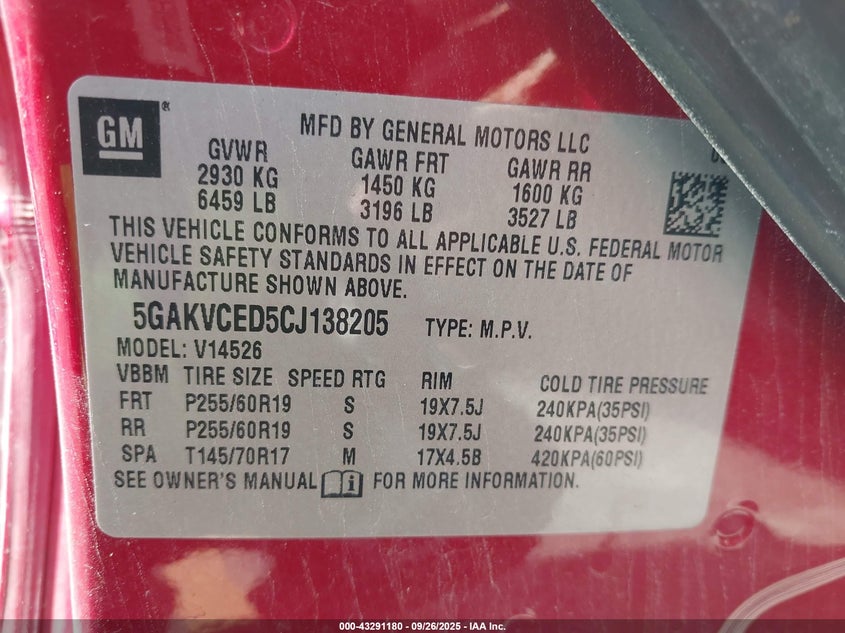 GM ®
MFD BY GENERAL MOTORS LLC
GVWR GAWR FRT GAWR RR
2930 KG 1450 KG 1600 KG
6459 LB 3196 LB 3527 LB
THIS VEHICLE CONFORMS TO ALL APPLICABLE U.S. FEDERAL MOTOR
VEHICLE SAFETY STANDARDS IN EFFECT ON THE DATE OF
MANUFACTURE SHOWN ABOVE.
5GAKVCED5CJ138205 TYPE: M.P.V.
MODEL: V14526
VBBM TIRE SIZE SPEED RTG RIM COLD TIRE PRESSURE
FRT P255/60R19 S 19X7.5J 240KPA(35PSI)
RR P255/60R19 S 19X7.5J 240KPA(35PSI)
SPA T145/70R17 M 17X4.5B 420KPA(60PSI)
SEE OWNER'S MANUAL FOR MORE INFORMATION.
000-43291180 - 09/26/2025 - IAA Inc.